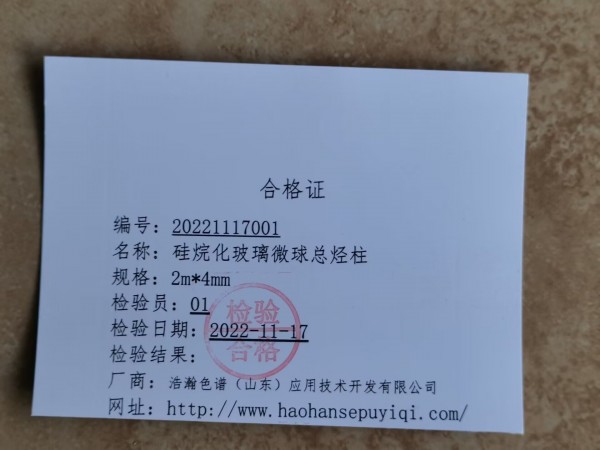 合格证
编号：20221117001
名称：硅烷化玻璃微球总烃柱
规格：2m*4mm
检验员：01
检验日期：2022-11-17
检验结果：
检验
合格
厂商：浩瀚色谱（山东）应用技术开发有限公司
网址：http://www.haohansepuyiqi.com/